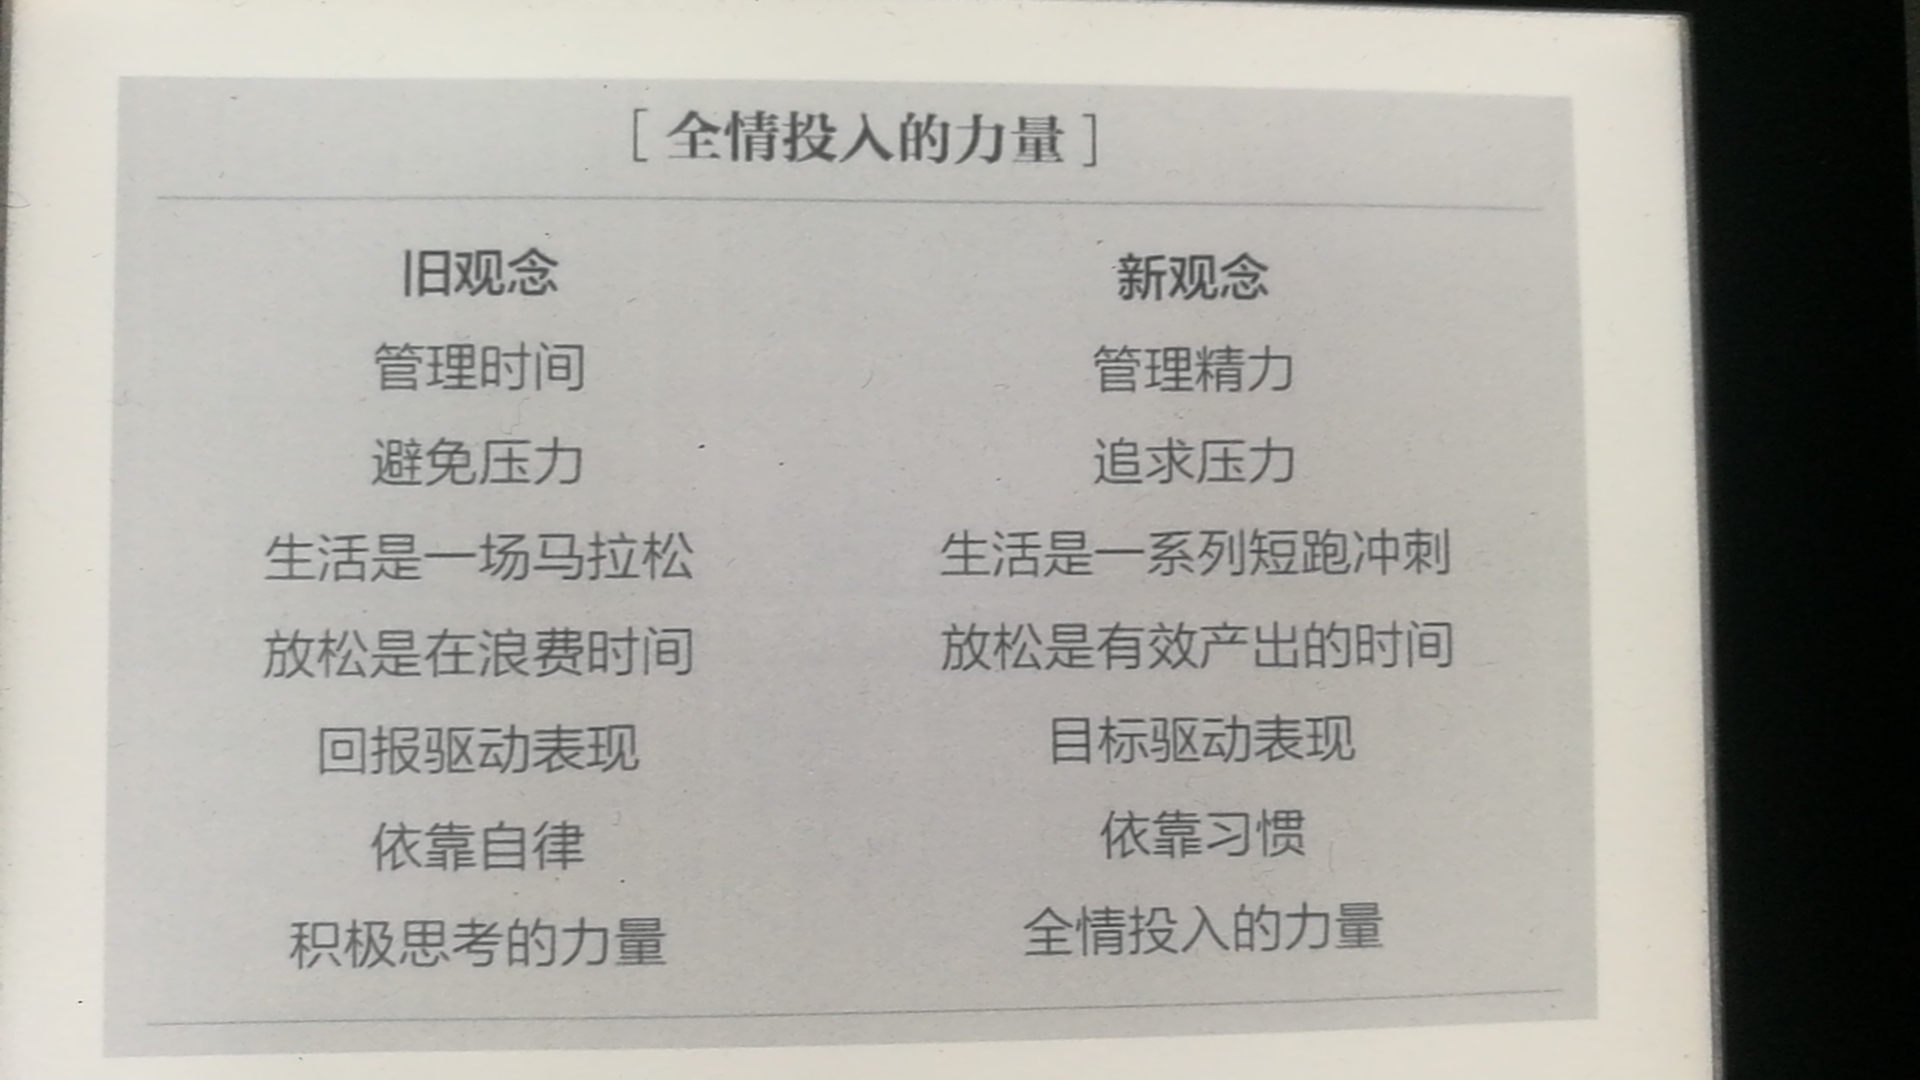 [ 全情投入的力量 ]
旧观念 新观念
管理时间 管理精力
避免压力 追求压力
生活是一场马拉松 生活是一系列短跑冲刺
放松是在浪费时间 放松是有效产出的时间
回报驱动表现 目标驱动表现
依靠自律 依靠习惯
积极思考的力量 全情投入的力量